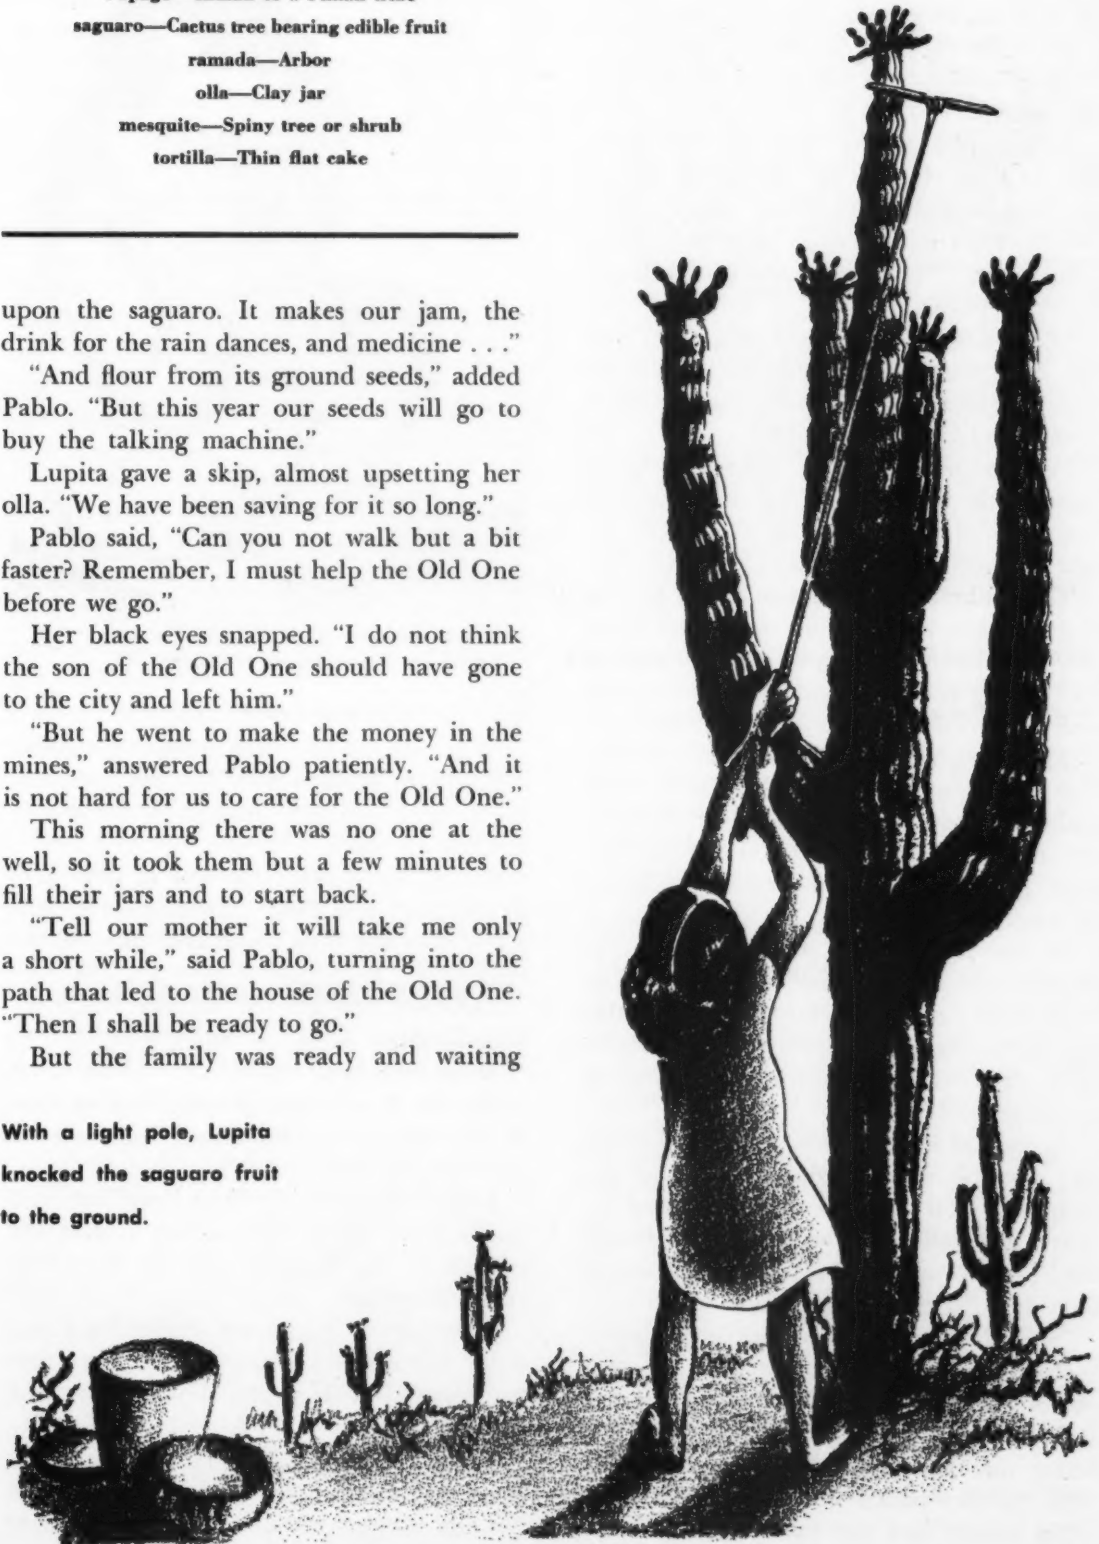 saguaro—Cactus tree bearing edible fruit
ramada—Arbor
olla—Clay jar
mesquite—Spiny tree or shrub
tortilla—Thin flat cake
upon the saguaro. It makes our jam, the
drink for the rain dances, and medicine . . .”
“And flour from its ground seeds,” added
Pablo. “But this year our seeds will go to
buy the talking machine.”
Lupita gave a skip, almost upsetting her
olla. “We have been saving for it so long.”
Pablo said, “Can you not walk but a bit
faster? Remember, I must help the Old One
before we go.”
Her black eyes snapped. “I do not think
the son of the Old One should have gone
to the city and left him.”
“But he went to make the money in the
mines,” answered Pablo patiently. “And it
is not hard for us to care for the Old One.”
This morning there was no one at the
well, so it took them but a few minutes to
fill their jars and to start back.
“Tell our mother it will take me only
a short while,” said Pablo, turning into the
path that led to the house of the Old One.
“Then I shall be ready to go.”
But the family was ready and waiting
With a light pole, Lupita
knocked the saguaro fruit
to the ground.